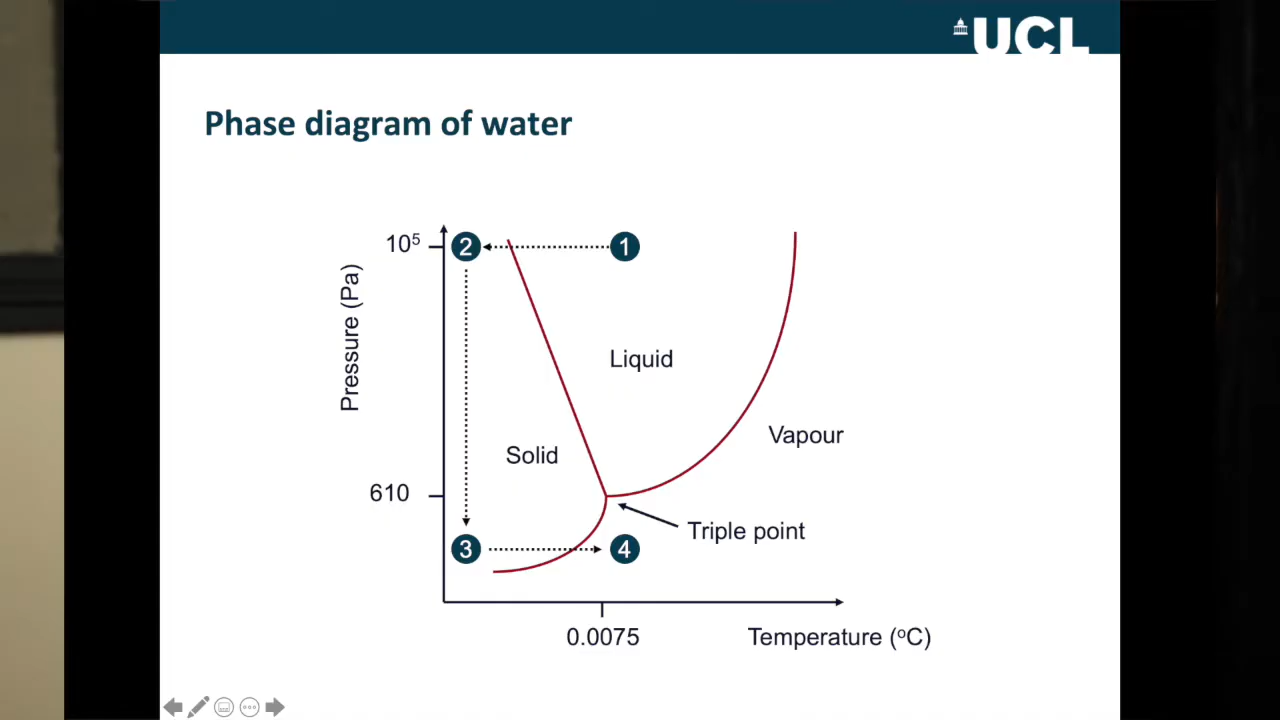 UCL
Phase diagram of water
10⁵
2
1
Pressure (Pa)
Liquid
Vapour
Solid
610
Triple point
3
4
0.0075
Temperature (ºC)